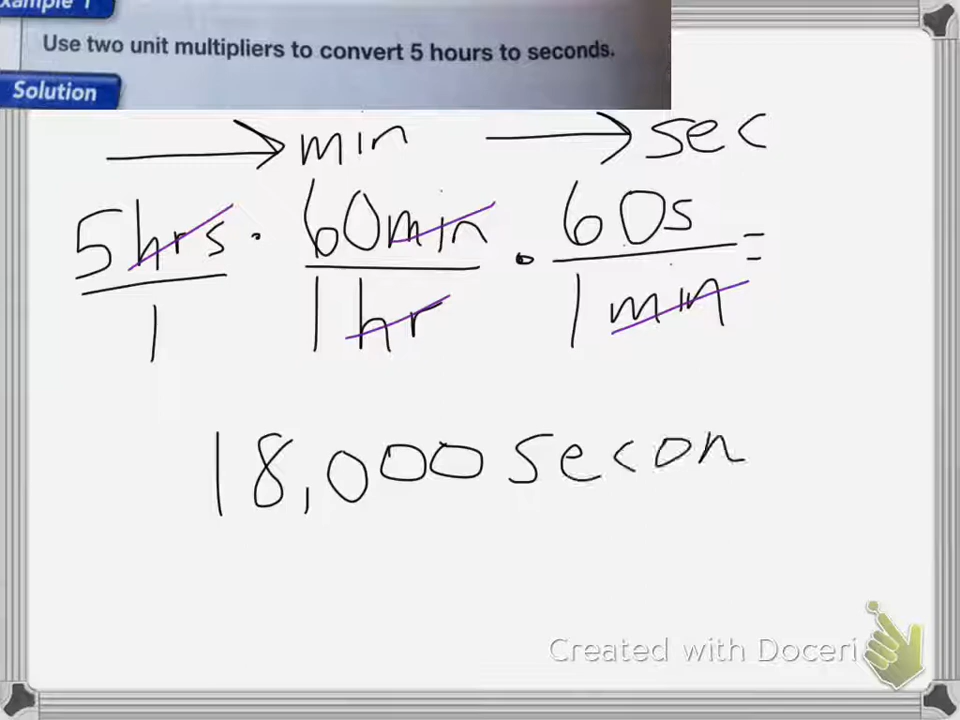 xample 1
Use two unit multipliers to convert 5 hours to seconds.
Solution
→ min → sec
5hrs · 60min · 60s =
1 1hr 1min
18,000 secon
Created with Doceri